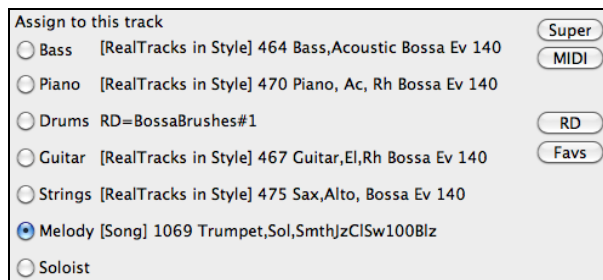 Assign to this track
Super
Bass [RealTracks in Style] 464 Bass,Acoustic Bossa Ev 140
MIDI
Piano [RealTracks in Style] 470 Piano, Ac, Rh Bossa Ev 140
Drums RD=BossaBrushes#1
RD
Guitar [RealTracks in Style] 467 Guitar,El,Rh Bossa Ev 140
Favs
Strings [RealTracks in Style] 475 Sax,Alto, Bossa Ev 140
Melody [Song] 1069 Trumpet,Sol,SmthJzClSw100Blz
Soloist